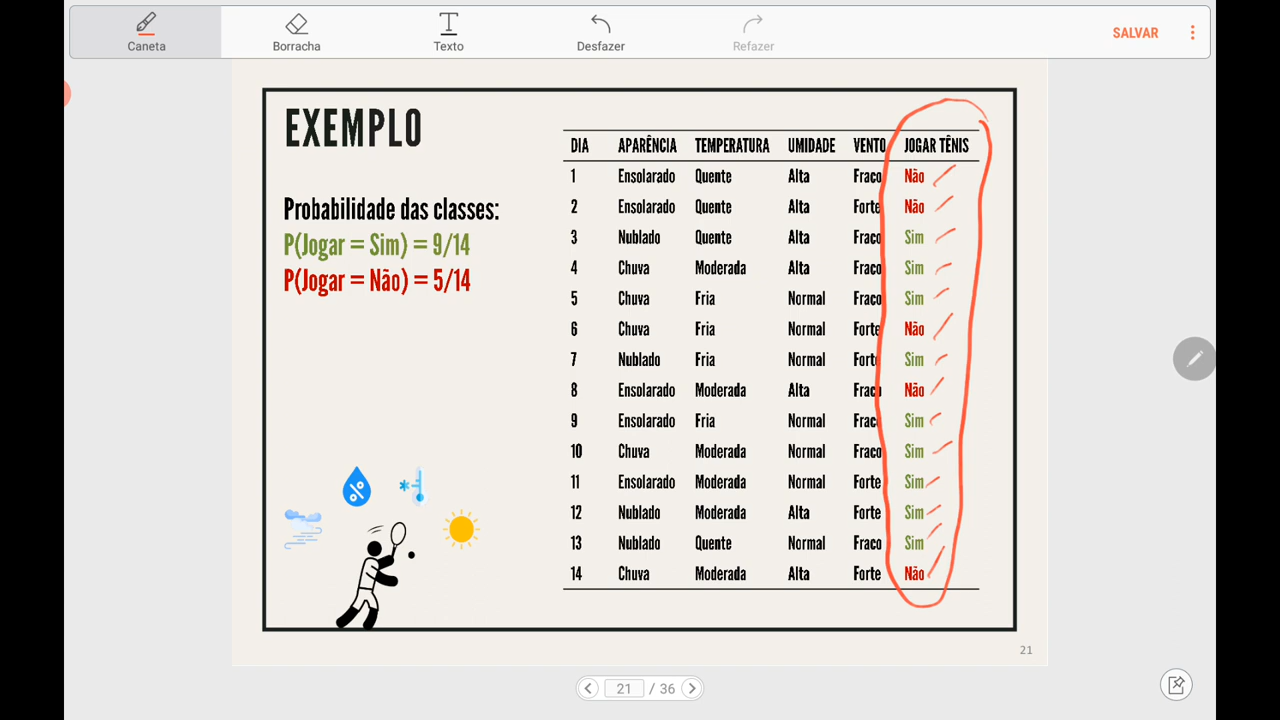 Caneta Borracha Texto Desfazer Refazer SALVAR
EXEMPLO
Probabilidade das classes:
P(Jogar = Sim) = 9/14
P(Jogar = Não) = 5/14
DIA APARÊNCIA TEMPERATURA UMIDADE VENTO JOGAR TÊNIS
1 Ensolarado Quente Alta Fraco Não
2 Ensolarado Quente Alta Forte Não
3 Nublado Quente Alta Fraco Sim
4 Chuva Moderada Alta Fraco Sim
5 Chuva Fria Normal Fraco Sim
6 Chuva Fria Normal Forte Não
7 Nublado Fria Normal Forte Sim
8 Ensolarado Moderada Alta Fraco Não
9 Ensolarado Fria Normal Fraco Sim
10 Chuva Moderada Normal Fraco Sim
11 Ensolarado Moderada Normal Forte Sim
12 Nublado Moderada Alta Forte Sim
13 Nublado Quente Normal Fraco Sim
14 Chuva Moderada Alta Forte Não
%
21
21 / 36